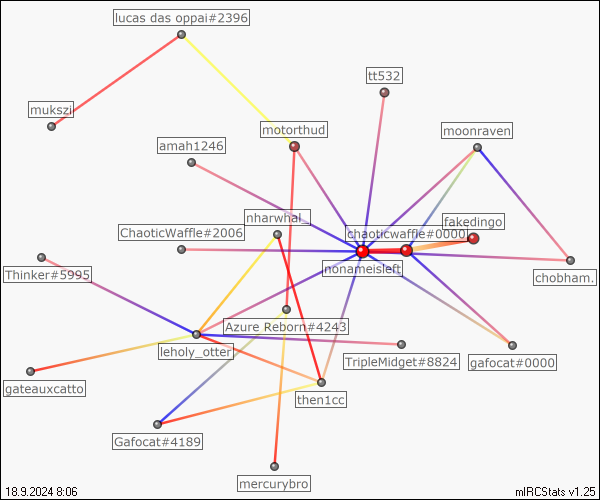 lucas das oppai#2396
tt532
mukszi
motorthud
moonraven
amah1246
nharwhal_
fakedingo
ChaoticWaffle#2006
chaoticwaffle#0000
Thinker#5995
nonameisleft
chobham.
Azure Reborn#4243
leholy_otter
TripleMidget#8824
gafocat#0000
gateauxcatto
then1cc
Gafocat#4189
mercurybro
18.9.2024 8:06
mIRCStats v1.25